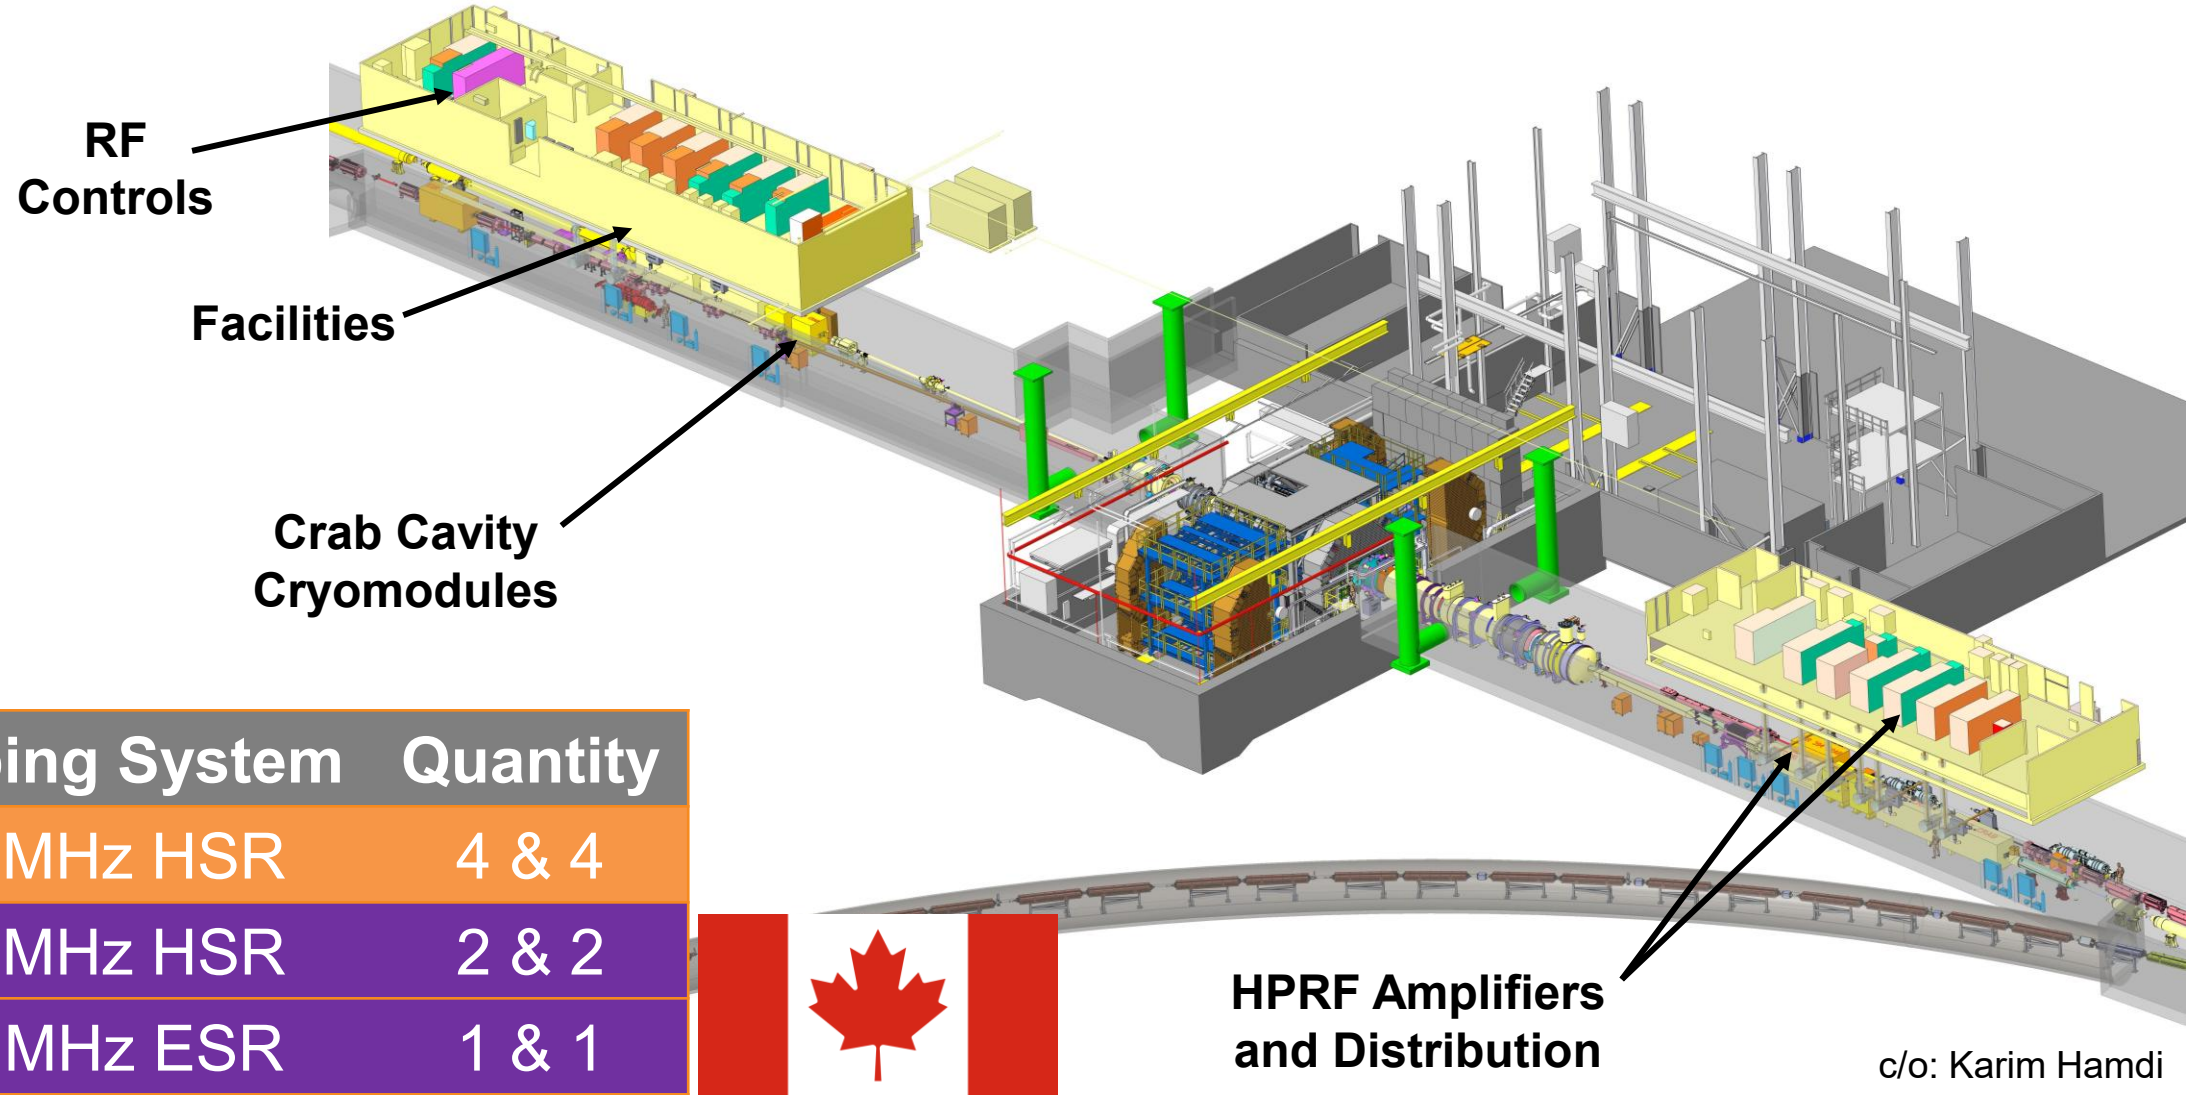 RF
Controls
Facilities
Crab Cavity
Cryomodules
System Quantity
MHz HSR 4 & 4
MHz HSR 2 & 2
MHz ESR 1 & 1
HPRF Amplifiers
and Distribution
c/o: Karim Hamdi